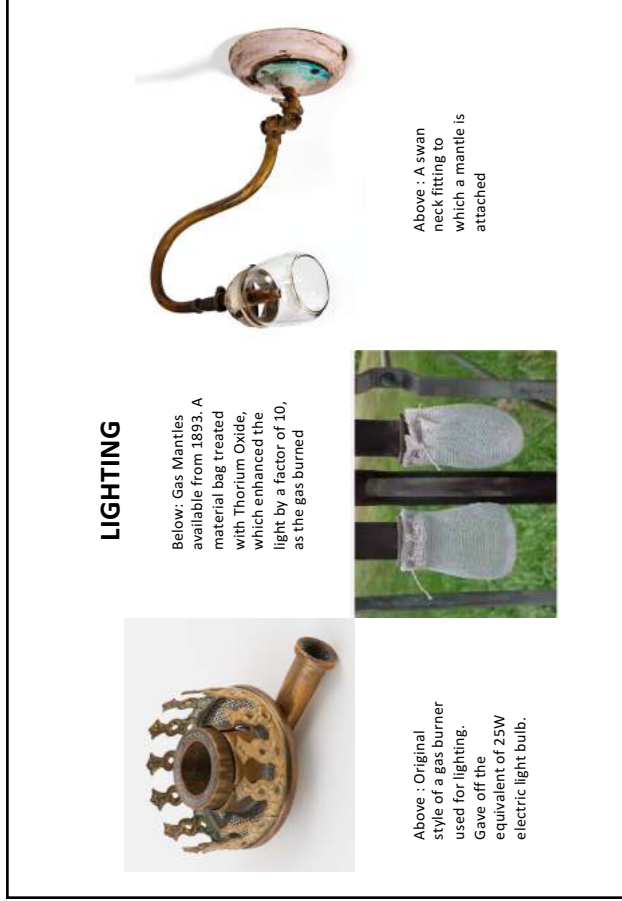 LIGHTING
Above : Original
style of a gas burner
used for lighting.
Gave off the
equivalent of 25W
electric light bulb.
Below: Gas Mantles
available from 1893. A
material bag treated
with Thorium Oxide,
which enhanced the
light by a factor of 10,
as the gas burned
Above : A swan
neck fitting to
which a mantle is
attached